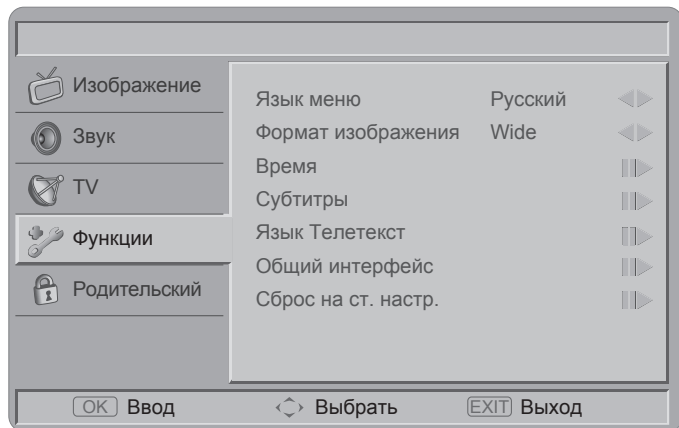 Изображение
Звук
TV
Функции
Родительский
Язык меню Русский
Формат изображения Wide
Время
Субтитры
Язык Телетекст
Общий интерфейс
Сброс на ст. настр.
OK Ввод Выбрать EXIT Выход